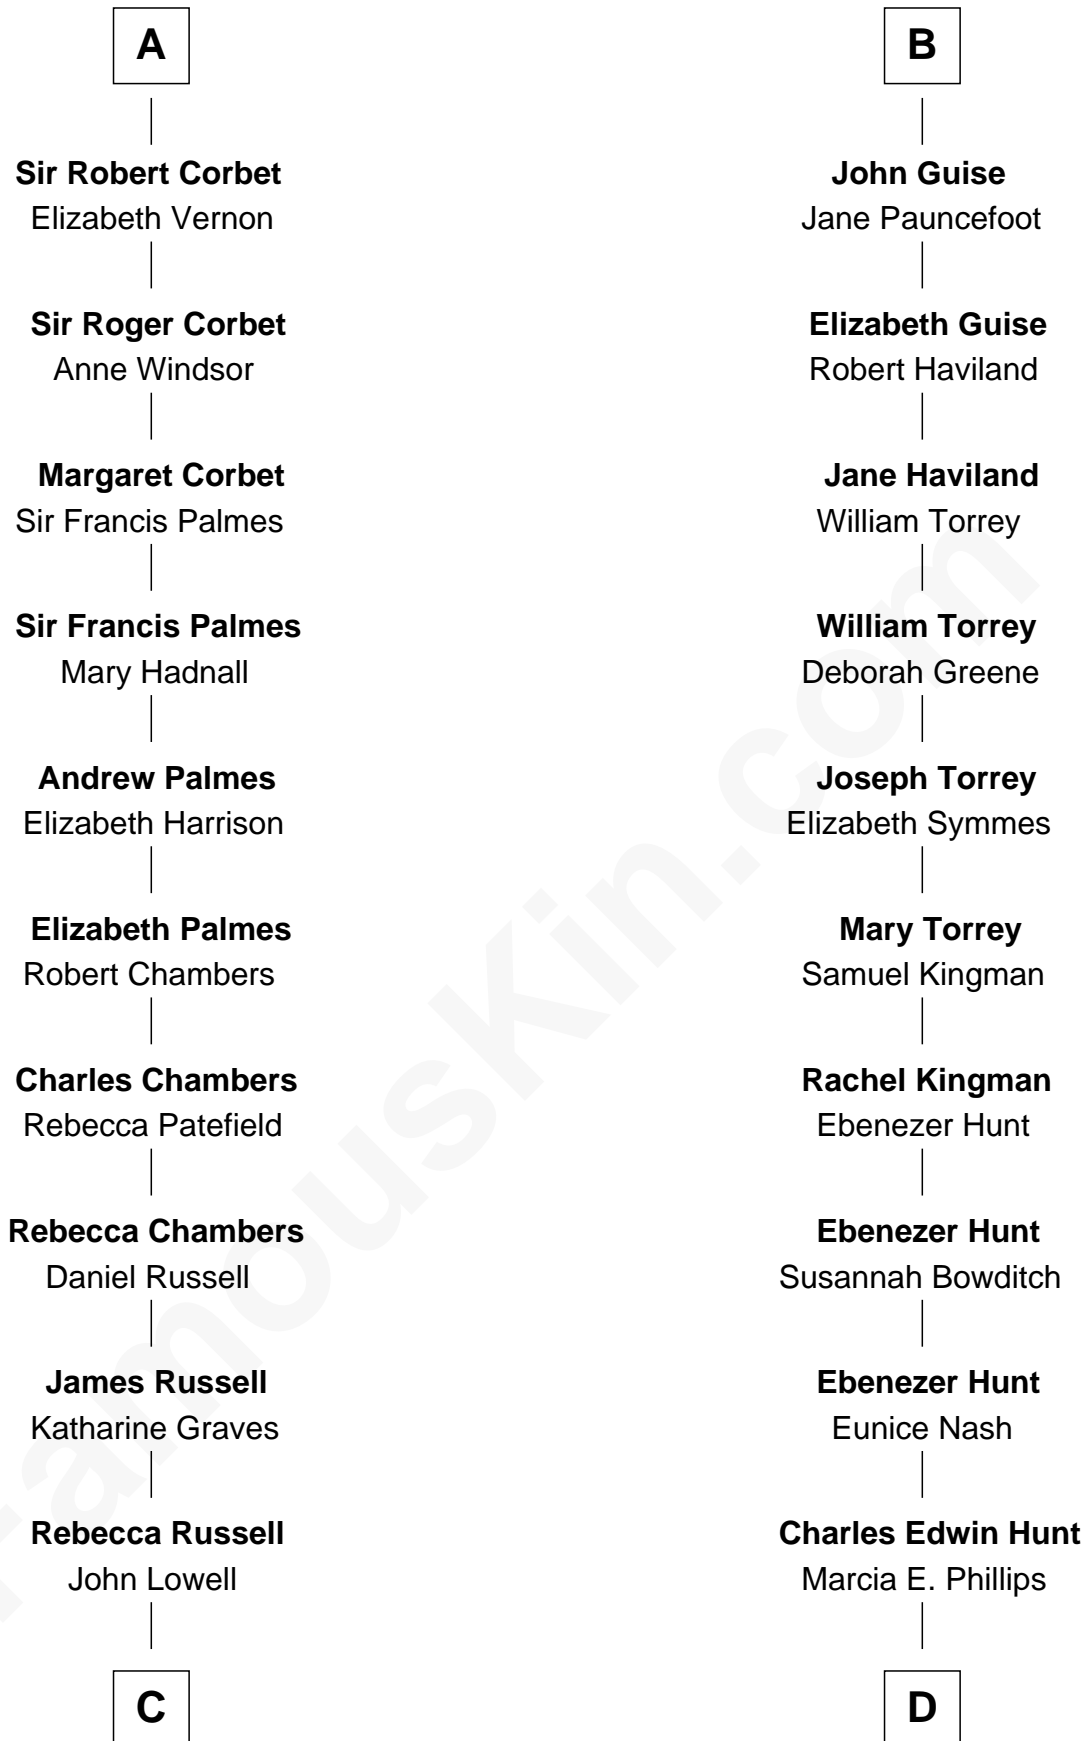 A
Sir Robert Corbet
Elizabeth Vernon
Sir Roger Corbet
Anne Windsor
Margaret Corbet
Sir Francis Palmes
Sir Francis Palmes
Mary Hadnall
Andrew Palmes
Elizabeth Harrison
Elizabeth Palmes
Robert Chambers
Charles Chambers
Rebecca Patefield
Rebecca Chambers
Daniel Russell
James Russell
Katharine Graves
Rebecca Russell
John Lowell
C
B
John Guise
Jane Pauncefoot
Elizabeth Guise
Robert Haviland
Jane Haviland
William Torrey
William Torrey
Deborah Greene
Joseph Torrey
Elizabeth Symmes
Mary Torrey
Samuel Kingman
Rachel Kingman
Ebenezer Hunt
Ebenezer Hunt
Susannah Bowditch
Ebenezer Hunt
Eunice Nash
Charles Edwin Hunt
Marcia E. Phillips
D
FamousKin.com